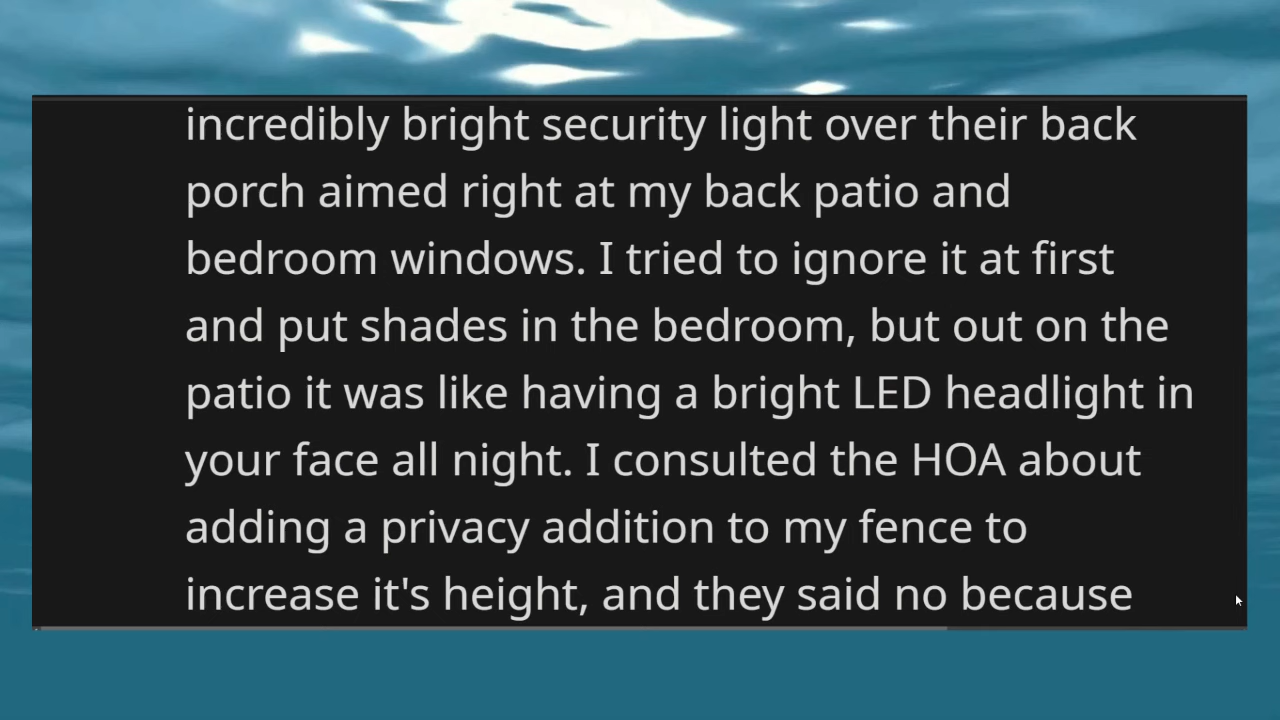 incredibly bright security light over their back
porch aimed right at my back patio and
bedroom windows. I tried to ignore it at first
and put shades in the bedroom, but out on the
patio it was like having a bright LED headlight in
your face all night. I consulted the HOA about
adding a privacy addition to my fence to
increase it's height, and they said no because